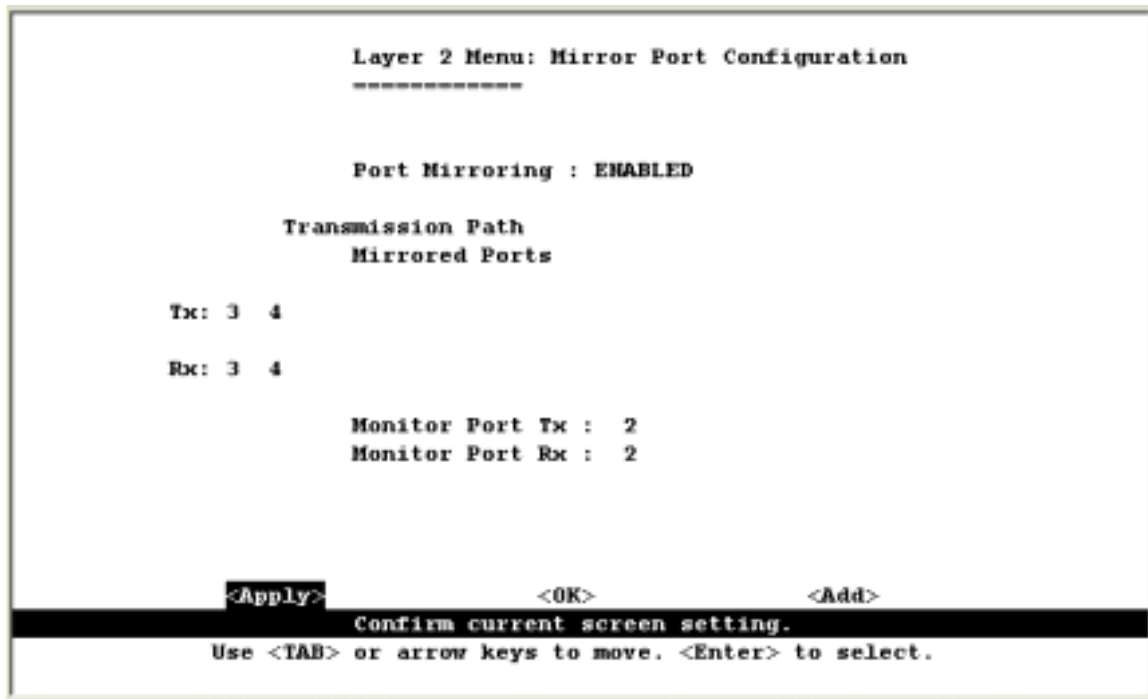 Layer 2 Menu: Mirror Port Configuration
============
Port Mirroring : ENABLED
Transmission Path
Mirrored Ports
Tx: 3 4
Rx: 3 4
Monitor Port Tx : 2
Monitor Port Rx : 2
<Apply> <OK> <Add>
Confirm current screen setting.
Use <TAB> or arrow keys to move. <Enter> to select.